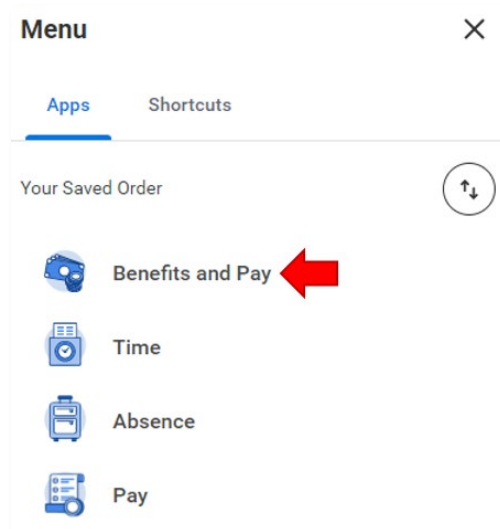 Menu
Apps Shortcuts
Your Saved Order
Benefits and Pay
Time
Absence
Pay